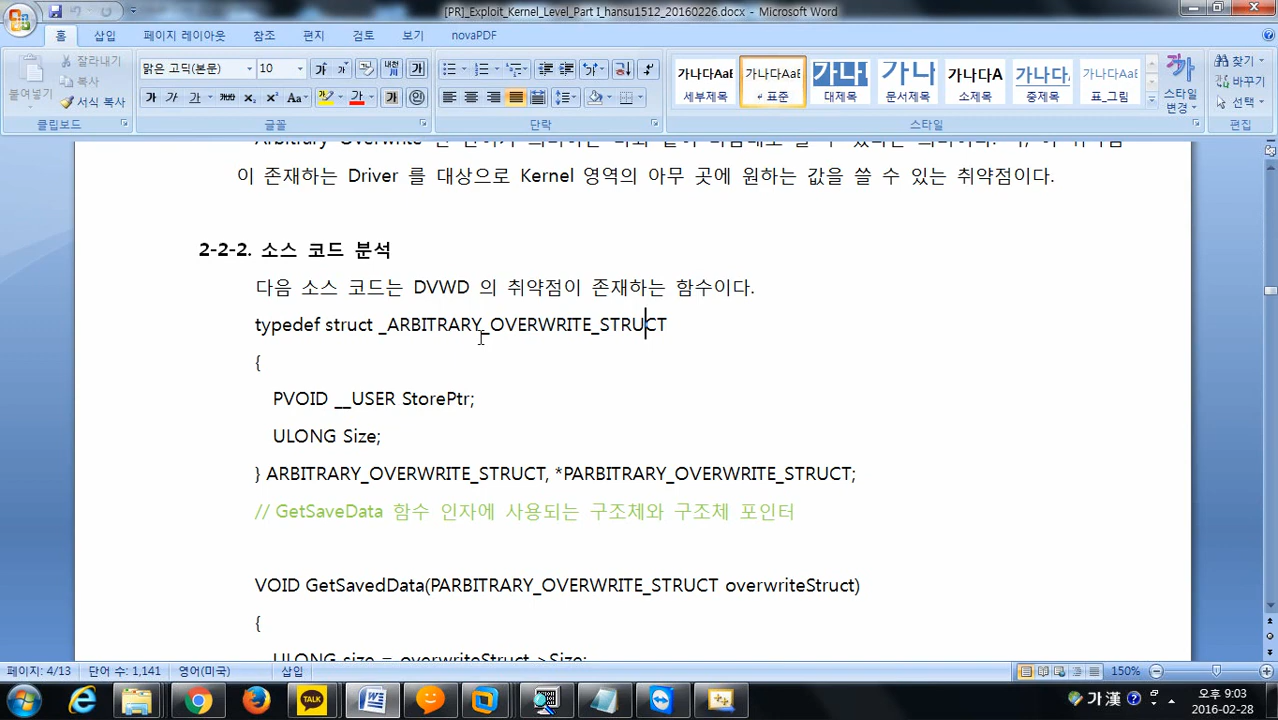 [PR]_Exploit_Kernel_Level_Part I_hansu1512_20160226.docx - Microsoft Word
홈 삽입 페이지 레이아웃 참조 편지 검토 보기 novaPDF
붙여넣기 잘라내기 복사 서식 복사
맑은 고딕(본문) 10
가나다AaE 세부제목
가나다AaE ↵ 표준
가나 대제목
가나 문서제목
가나다A 소제목
가나다AaE 중제목
가나다AaE 표_그림
스타일 변경
찾기
바꾸기
선택
클립보드 글꼴 단락 스타일 편집
이 존재하는 Driver 를 대상으로 Kernel 영역의 아무 곳에 원하는 값을 쓸 수 있는 취약점이다.
2-2-2. 소스 코드 분석
다음 소스 코드는 DVWD 의 취약점이 존재하는 함수이다.
typedef struct _ARBITRARY_OVERWRITE_STRUCT
{
PVOID __USER StorePtr;
ULONG Size;
} ARBITRARY_OVERWRITE_STRUCT, *PARBITRARY_OVERWRITE_STRUCT;
// GetSaveData 함수 인자에 사용되는 구조체와 구조체 포인터
VOID GetSavedData(PARBITRARY_OVERWRITE_STRUCT overwriteStruct)
{
ULONG size = overwriteStruct->Size;
페이지: 4/13 단어 수: 1,141 영어(미국) 삽입 150%
TALK
가 漢
오후 9:03
2016-02-28